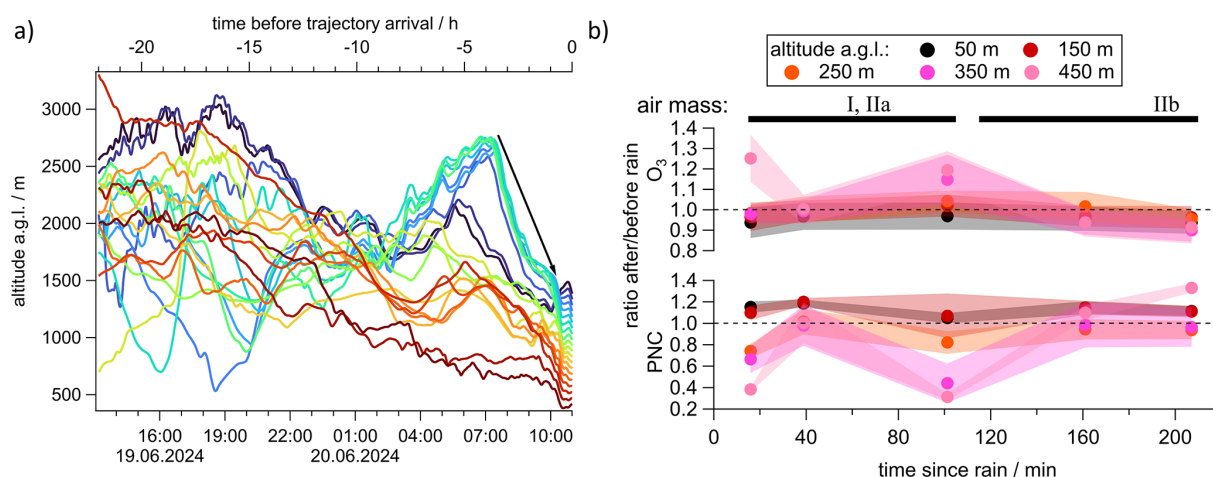 a)
time before trajectory arrival / h
-20 -15 -10 -5 0
altitude a.g.l. / m
3000
2500
2000
1500
1000
500
16:00 19:00 22:00 01:00 04:00 07:00 10:00
19.06.2024 20.06.2024
b)
altitude a.g.l.: 50 m 150 m
250 m 350 m 450 m
air mass: I, IIa IIb
ratio after/before rain
O3
1.4
1.3
1.2
1.1
1.0
0.9
0.8
PNC
1.4
1.2
1.0
0.8
0.6
0.4
0.2
0 40 80 120 160 200
time since rain / min